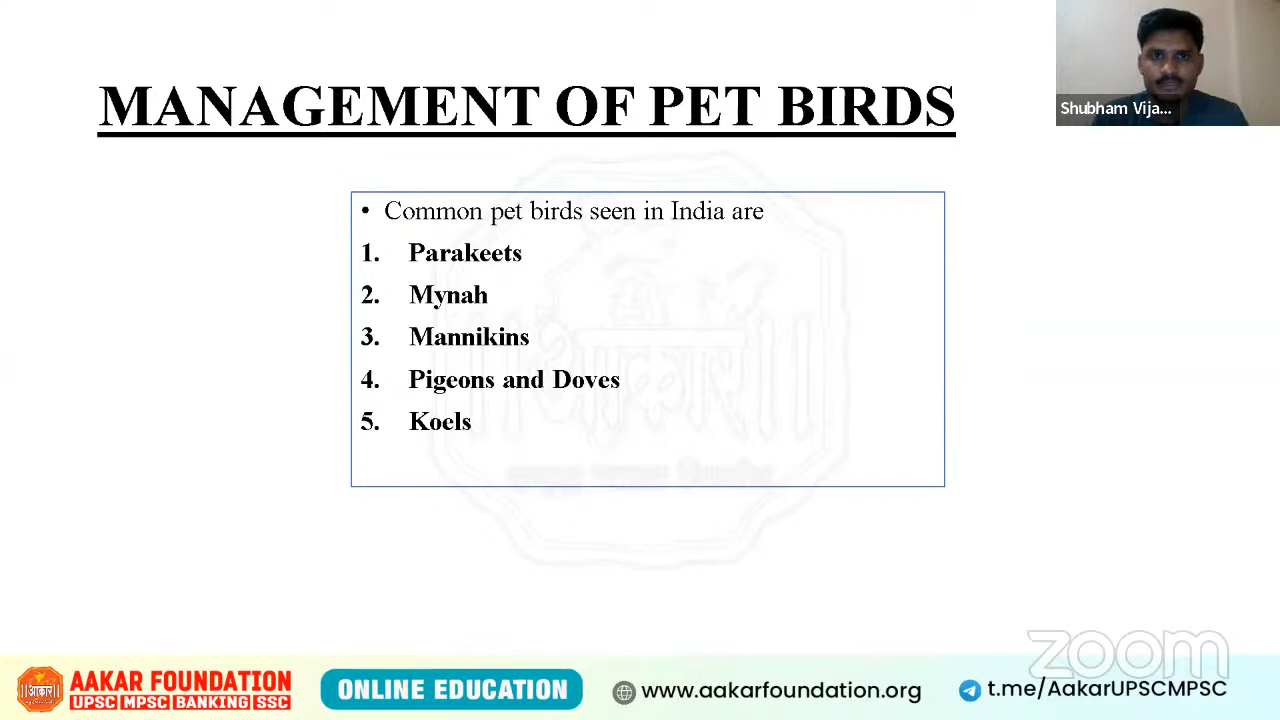 Shubham Vija...
MANAGEMENT OF PET BIRDS
• Common pet birds seen in India are
1. Parakeets
2. Mynah
3. Mannikins
4. Pigeons and Doves
5. Koels
॥आकार॥
zoom
॥आकार॥
AAKAR FOUNDATION
UPSC MPSC BANKING SSC
ONLINE EDUCATION
www.aakarfoundation.org
t.me/AakarUPSCMPSC